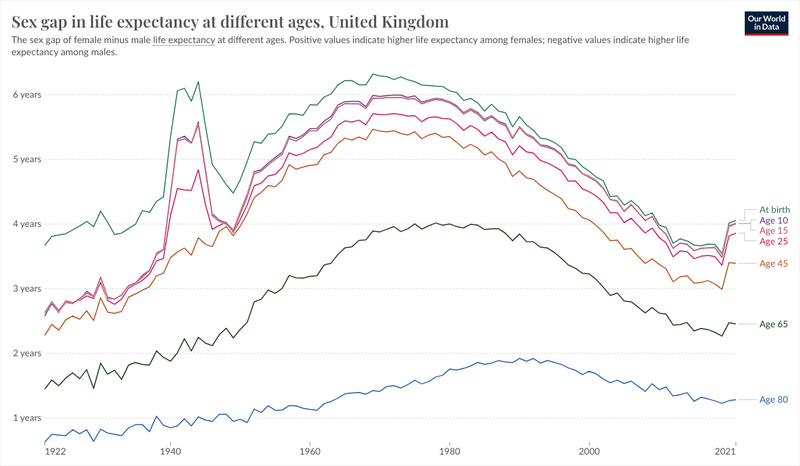 Sex gap in life expectancy at different ages, United Kingdom
Our World
in Data
The sex gap of female minus male life expectancy at different ages. Positive values indicate higher life expectancy among females; negative values indicate higher life
expectancy among males.
6 years
5 years
4 years
3 years
2 years
1 years
At birth
Age 10
Age 15
Age 25
Age 45
Age 65
Age 80
1922
1940
1960
1980
2000
2021